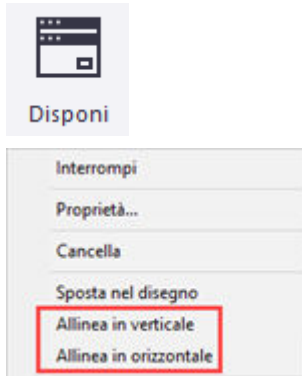 Disponi
Interrompi
Proprietà...
Cancella
Sposta nel disegno
Allinea in verticale
Allinea in orizzontale